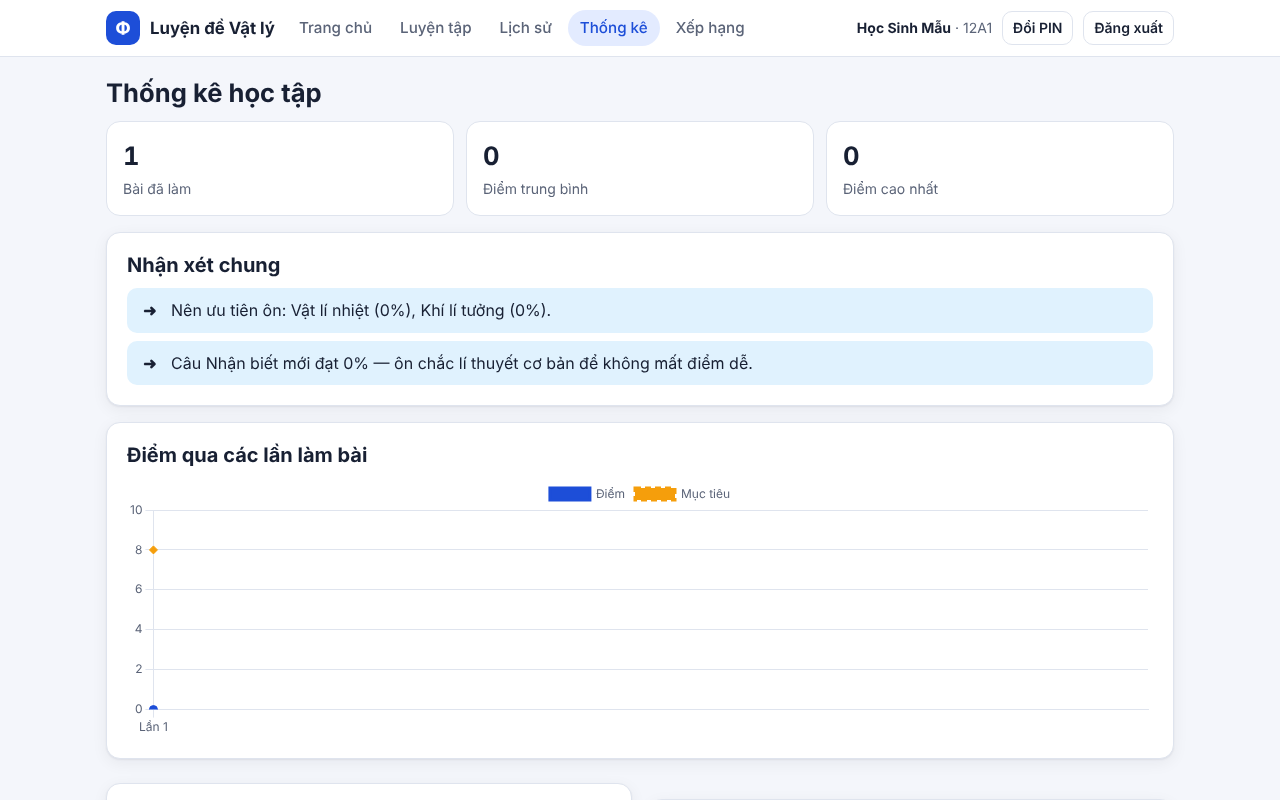 Φ Luyện đề Vật lý Trang chủ Luyện tập Lịch sử Thống kê Xếp hạng Học Sinh Mẫu · 12A1 Đổi PIN Đăng xuất
Thống kê học tập
1
Bài đã làm
0
Điểm trung bình
0
Điểm cao nhất
Nhận xét chung
➜ Nên ưu tiên ôn: Vật lí nhiệt (0%), Khí lí tưởng (0%).
➜ Câu Nhận biết mới đạt 0% — ôn chắc lí thuyết cơ bản để không mất điểm dễ.
Điểm qua các lần làm bài
Điểm Mục tiêu
10
8
6
4
2
0
Lần 1